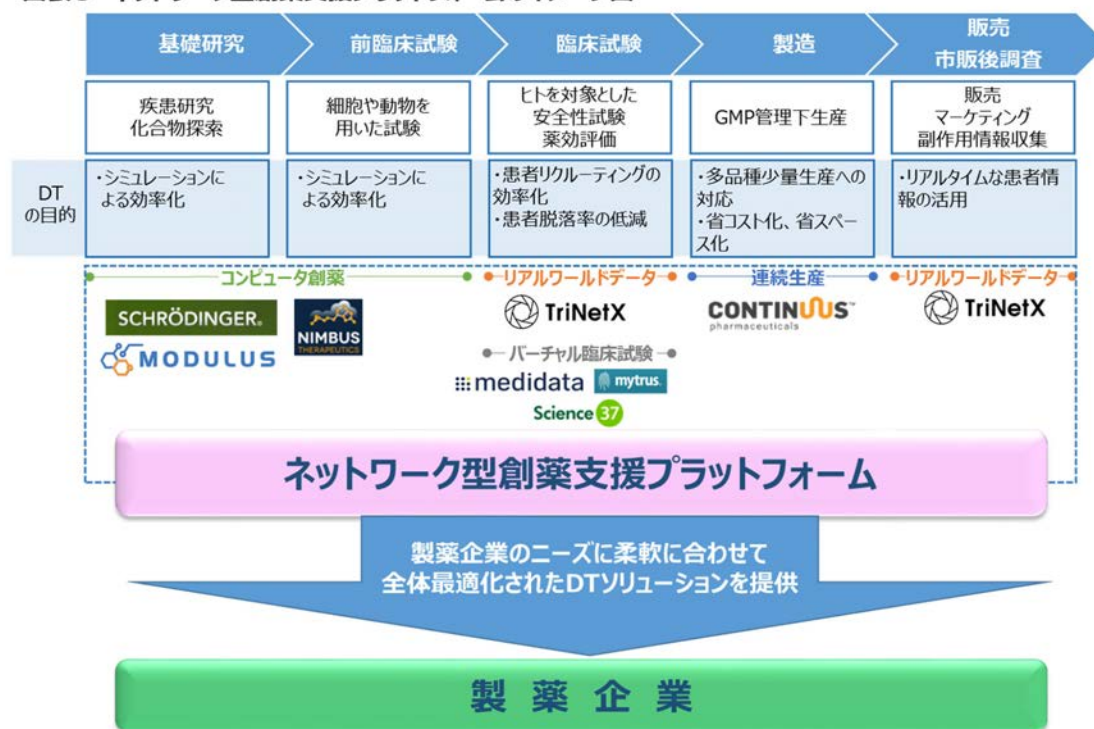 基礎研究
前臨床試験
臨床試験
製造
販売
市販後調査
疾患研究
化合物探索
細胞や動物を
用いた試験
ヒトを対象とした
安全性試験
薬効評価
GMP管理下生産
販売
マーケティング
副作用情報収集
DT
の目的
・シミュレーションに
よる効率化
・シミュレーションに
よる効率化
・患者リクルーティングの
効率化
・患者脱落率の低減
・多品種少量生産への
対応
・省コスト化、省スペー
ス化
・リアルタイムな患者情
報の活用
コンピュータ創薬
リアルワールドデータ
連続生産
リアルワールドデータ
SCHRÖDINGER.
MODULUS
NIMBUS
THERAPEUTICS
TriNetX
CONTINUUS™
pharmaceuticals
TriNetX
バーチャル臨床試験
medidata
mytrus
Science 37
ネットワーク型創薬支援プラットフォーム
製薬企業のニーズに柔軟に合わせて
全体最適化されたDTソリューションを提供
製薬企業